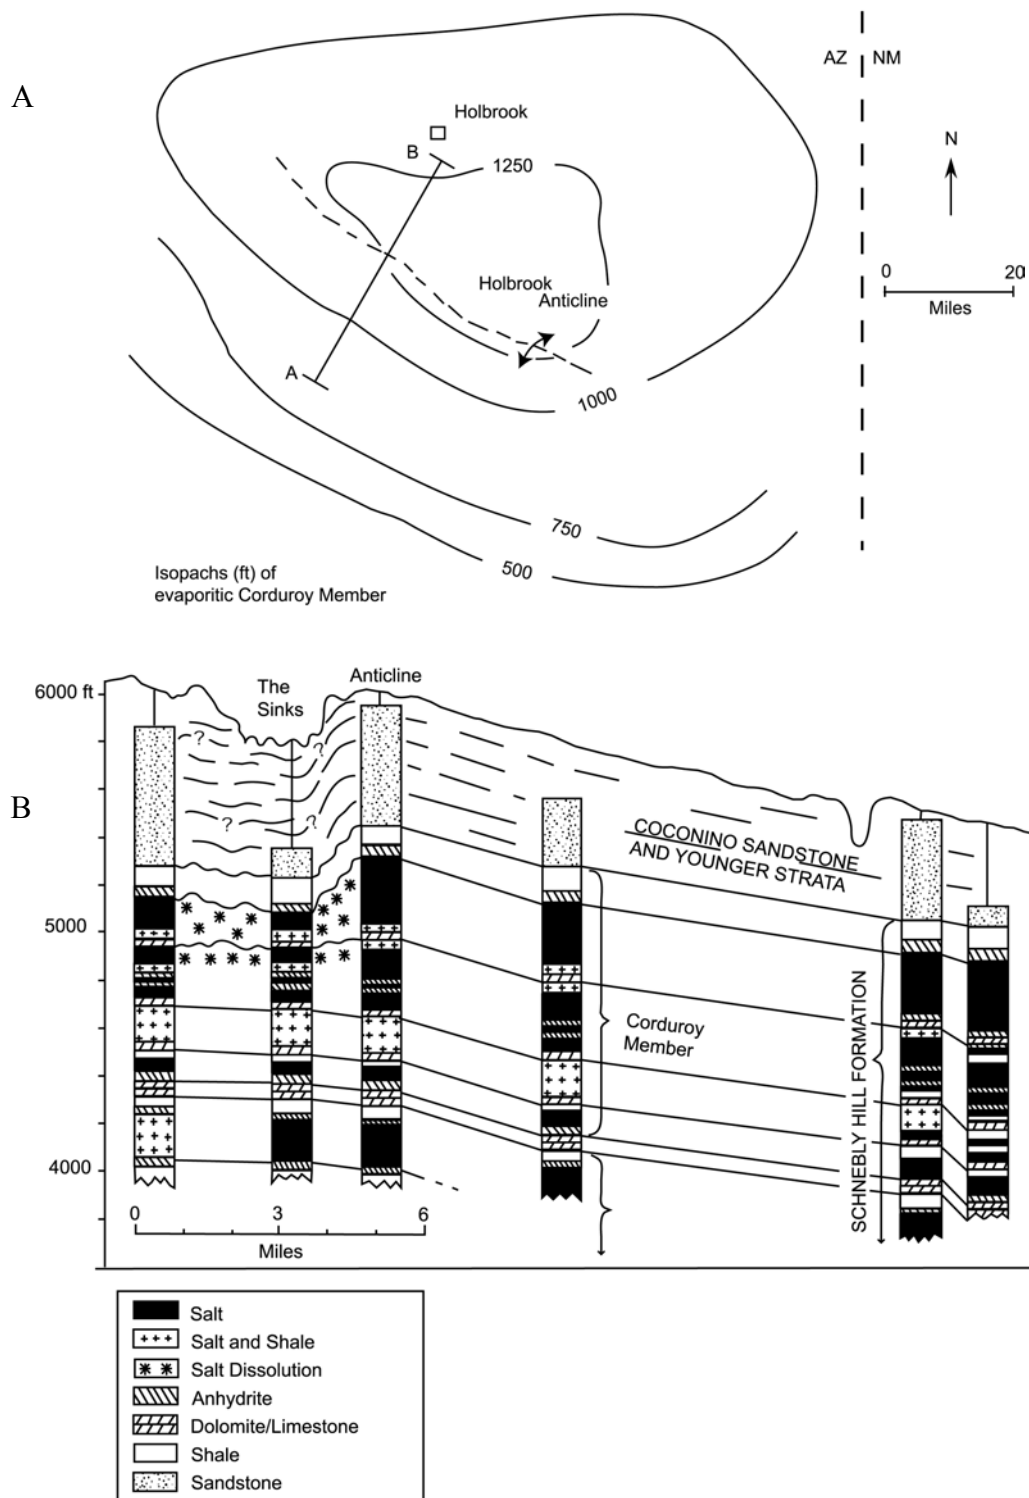 A
AZ
NM
Holbrook
B
1250
N
Holbrook
Anticline
0
20
Miles
A
1000
750
500
Isopachs (ft) of
evaporitic Corduroy Member
B
6000 ft
The
Sinks
Anticline
?
?
?
?
COCONINO SANDSTONE
AND YOUNGER STRATA
5000
Corduroy
Member
SCHNEBLY HILL FORMATION
4000
0
3
6
Miles
Salt
Salt and Shale
Salt Dissolution
Anhydrite
Dolomite/Limestone
Shale
Sandstone